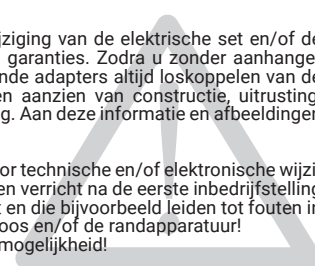 ziging van de elektrische set en/of de
garanties. Zodra u zonder aanhange
nde adapters altijd loskoppelen van de
en aanzien van constructie, uitrusting
g. Aan deze informatie en afbeeldingen
or technische en/of elektronische wijzi
en verricht na de eerste inbedrijfstelling
t en die bijvoorbeeld leiden tot fouten in
oos en/of de randapparatuur!
mogelijkheid!